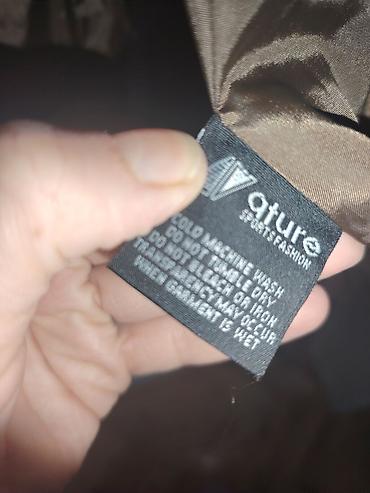 qture
SPORTS FASHION
COLD MACHINE WASH
DO NOT TUMBLE DRY
DO NOT BLEACH OR IRON
TRANSPARENCY MAY OCCUR
WHEN GARMENT IS WET